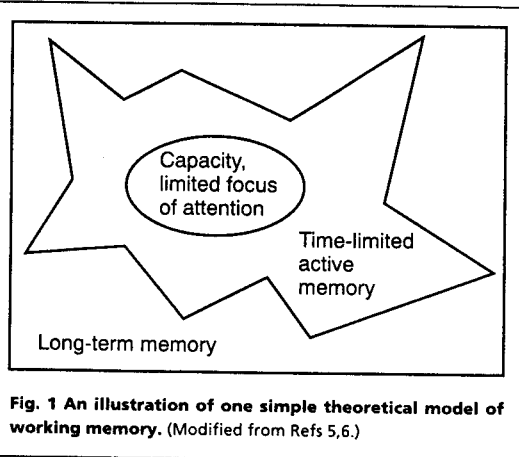 Capacity,
limited focus
of attention
Time-limited
active
memory
Long-term memory
Fig. 1 An illustration of one simple theoretical model of
working memory. (Modified from Refs 5,6.)